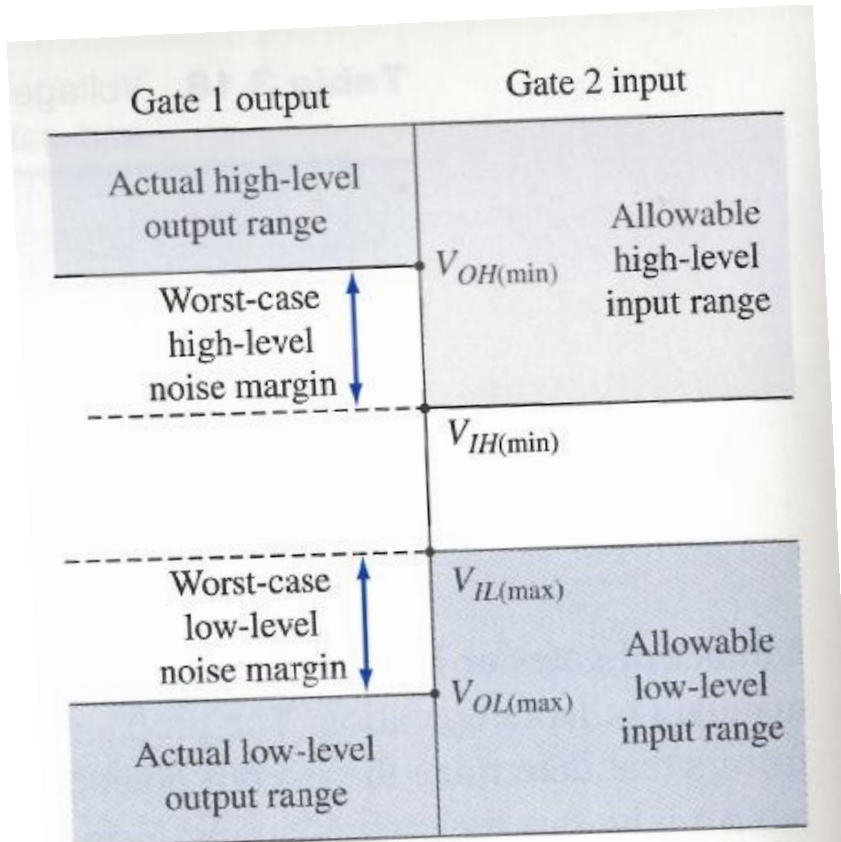 Gate 1 output
Gate 2 input
Actual high-level
output range
V_OH(min)
Allowable
high-level
input range
Worst-case
high-level
noise margin
V_IH(min)
V_IL(max)
Worst-case
low-level
noise margin
V_OL(max)
Allowable
low-level
input range
Actual low-level
output range